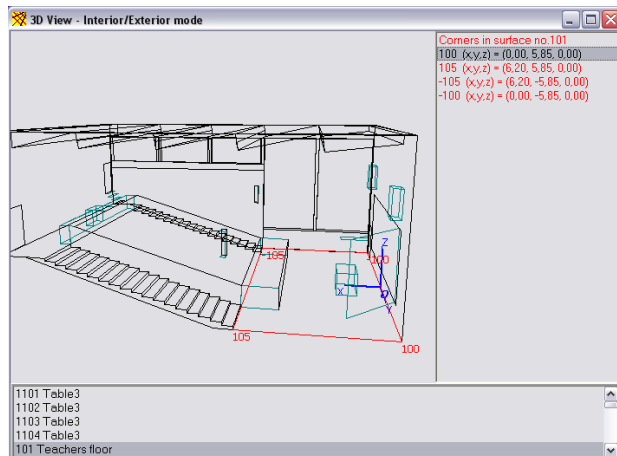 3D View - Interior/Exterior mode
Corners in surface no.101
100 (x,y,z) = (0,00, 5,85, 0,00)
105 (x,y,z) = (6,20, 5,85, 0,00)
-105 (x,y,z) = (6,20, -5,85, 0,00)
-100 (x,y,z) = (0,00, -5,85, 0,00)
Z
-105
-100
X
Y
105
100
1101 Table3
1102 Table3
1103 Table3
1104 Table3
101 Teachers floor